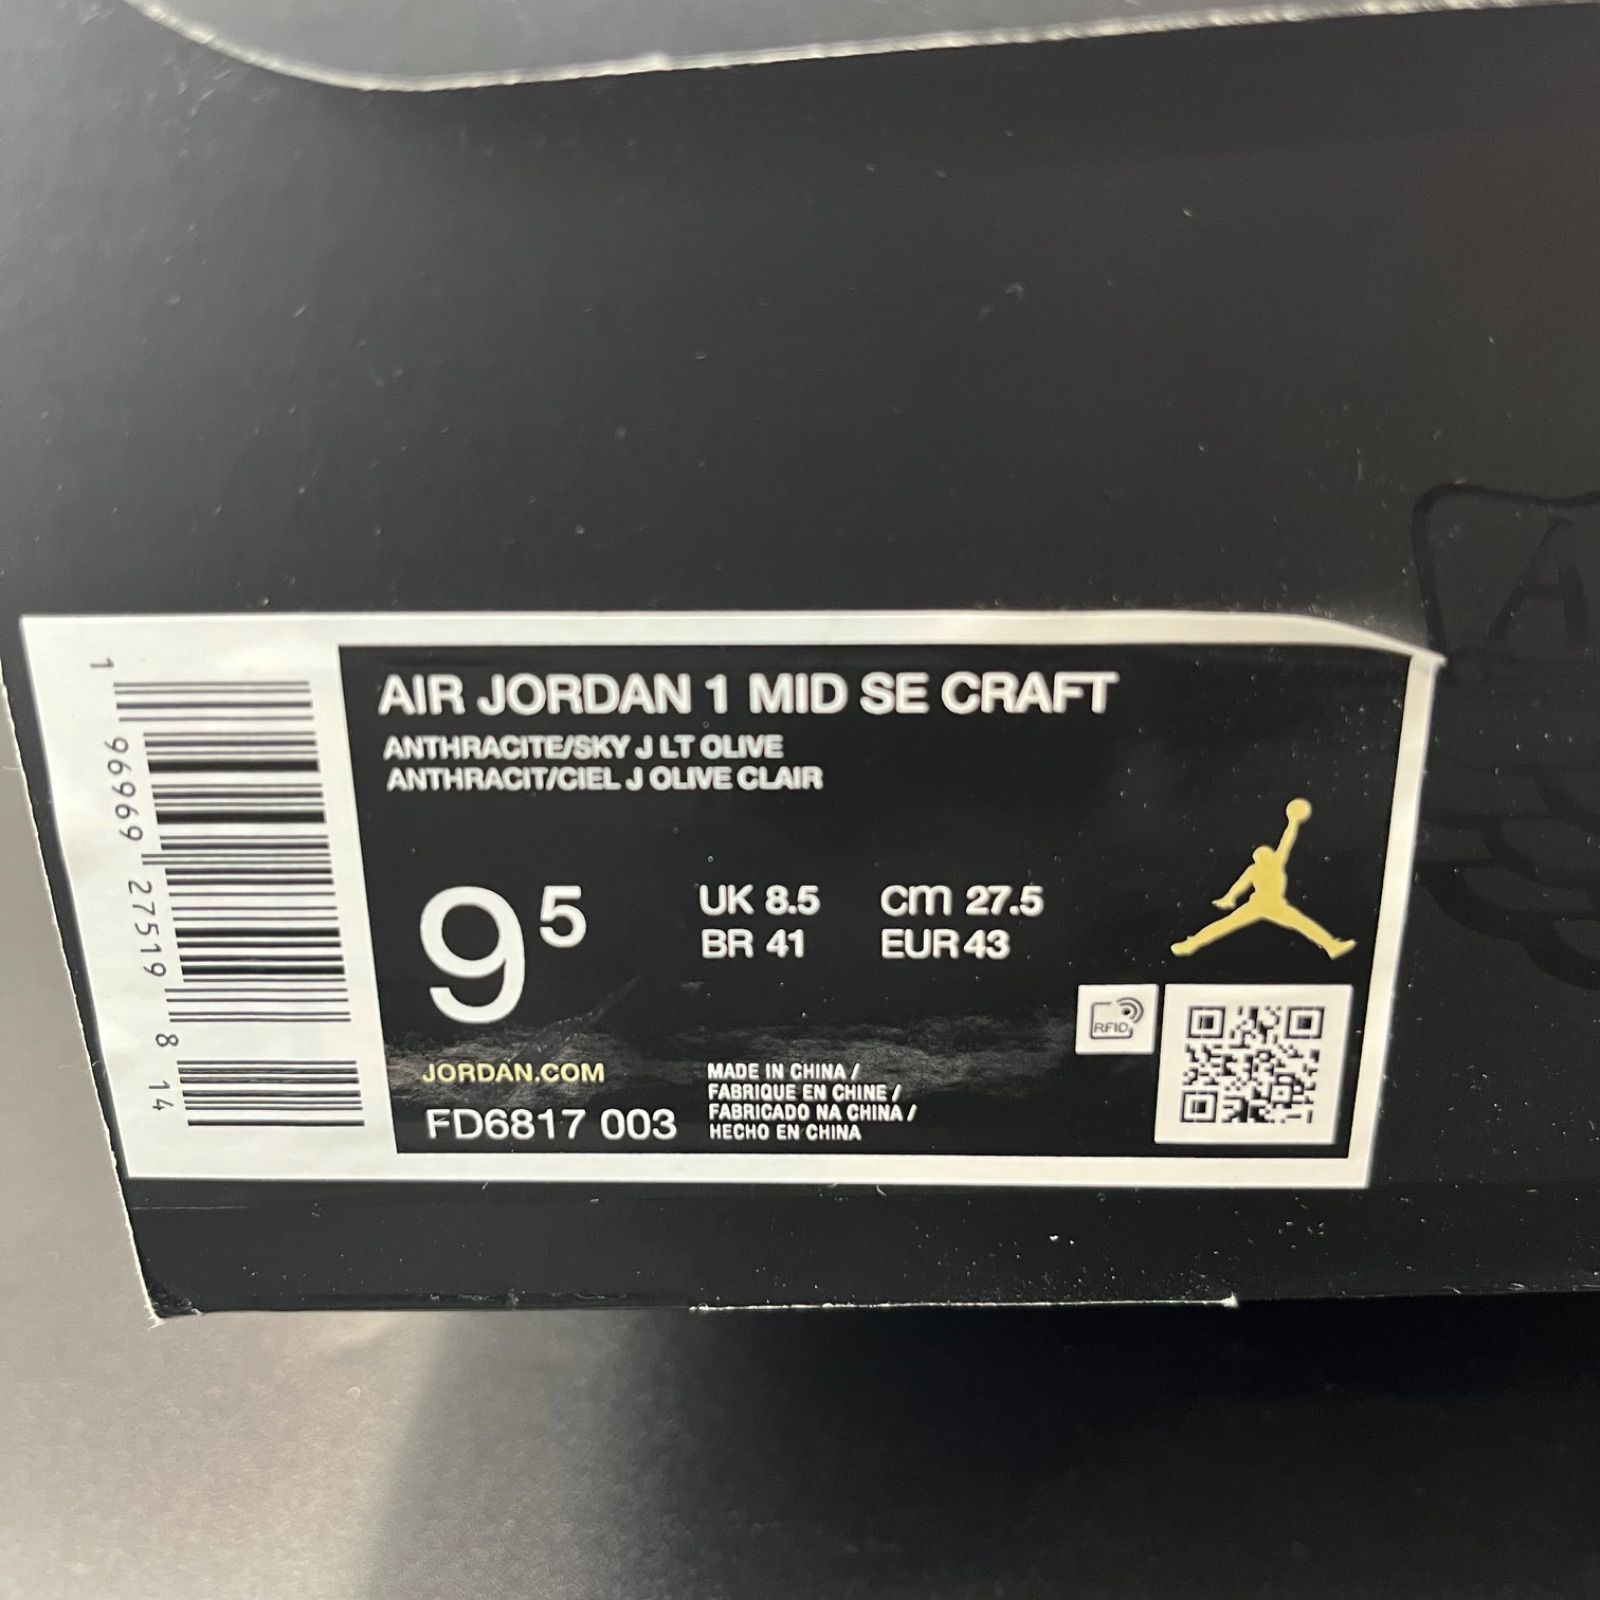 AIR JORDAN 1 MID SE CRAFT
ANTHRACITE/SKY J LT OLIVE
ANTHRACIT/CIEL J OLIVE CLAIR
9 5
UK 8.5 CM 27.5
BR 41 EUR 43
RFID
JORDAN.COM
FD6817 003
MADE IN CHINA /
FABRIQUE EN CHINE /
FABRICADO NA CHINA /
HECHO EN CHINA
1 96969 27519 8 14